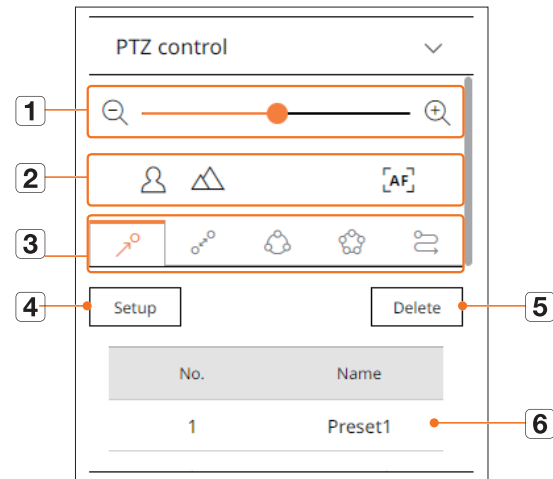 PTZ control
1
2
AF
3
4
Setup
Delete
5
No. Name
1 Preset1
6